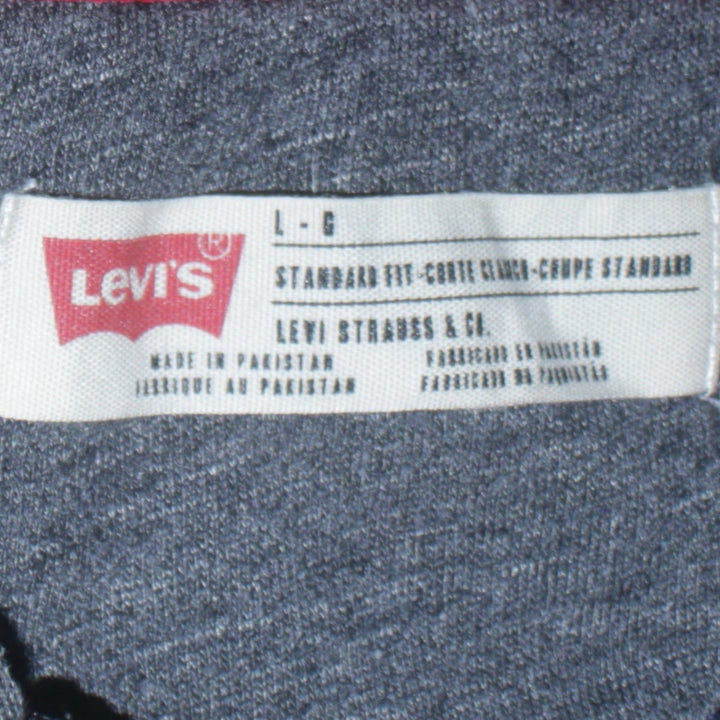 L - G
LEVI'S®
STANDARD FIT-CORTE CLASICO-COUPE STANDARD
LEVI STRAUSS & CO.
MADE IN PAKISTAN
FABRIQUE AU PAKISTAN
FABRICADO EN PAKISTÁN
FABRICADO NO PAQUISTÃO